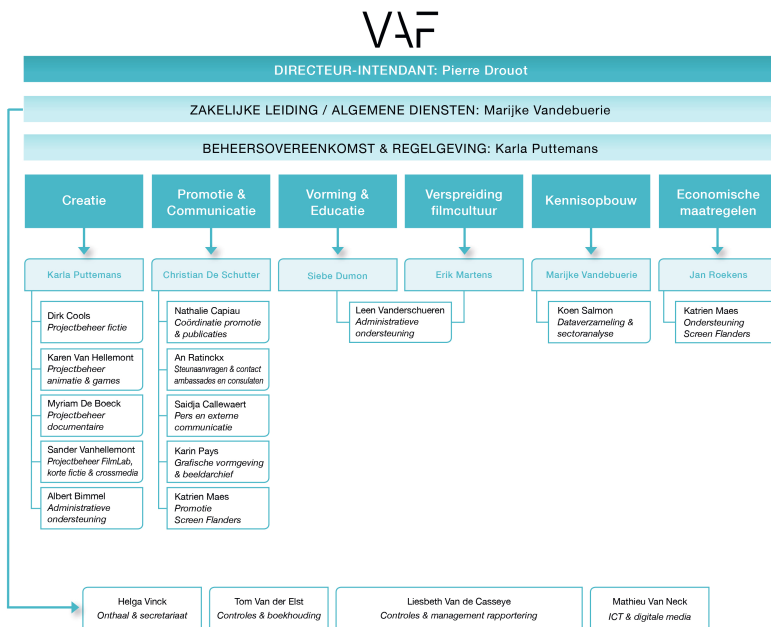 VAF
DIRECTEUR-INTENDANT: Pierre Drouot
ZAKELIJKE LEIDING / ALGEMENE DIENSTEN: Marijke Vandebuerie
BEHEERSOVEREENKOMST & REGELGEVING: Karla Puttemans
Creatie
Promotie &
Communicatie
Vorming &
Educatie
Verspreiding
filmcultuur
Kennisopbouw
Economische
maatregelen
Karla Puttemans
Christian De Schutter
Siebe Dumon
Erik Martens
Marijke Vandebuerie
Jan Roekens
Dirk Cools
Projectbeheer fictie
Karen Van Hellemont
Projectbeheer
animatie & games
Myriam De Boeck
Projectbeheer
documentaire
Sander Vanhellemont
Projectbeheer FilmLab,
korte fictie & crossmedia
Albert Bimmel
Administratieve
ondersteuning
Nathalie Capiau
Coördinatie promotie
& publicaties
An Ratinckx
Steunaanvragen & contact
ambassades en consulaten
Saidja Callewaert
Pers en externe
communicatie
Karin Pays
Grafische vormgeving
& beeldarchief
Katrien Maes
Promotie
Screen Flanders
Leen Vanderschueren
Administratieve
ondersteuning
Koen Salmon
Dataverzameling &
sectoranalyse
Katrien Maes
Ondersteuning
Screen Flanders
Helga Vinck
Onthaal & secretariaat
Tom Van der Elst
Controles & boekhouding
Liesbeth Van de Casseye
Controles & management rapportering
Mathieu Van Neck
ICT & digitale media